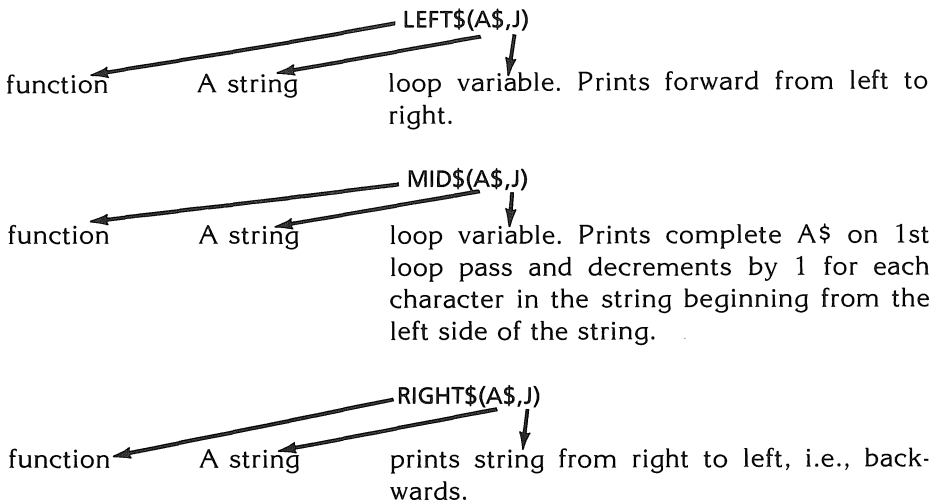 LEFT$(A$,J)
function A string loop variable. Prints forward from left to
right.
MID$(A$,J)
function A string loop variable. Prints complete A$ on 1st
loop pass and decrements by 1 for each
character in the string beginning from the
left side of the string.
RIGHT$(A$,J)
function A string prints string from right to left, i.e., back-
wards.